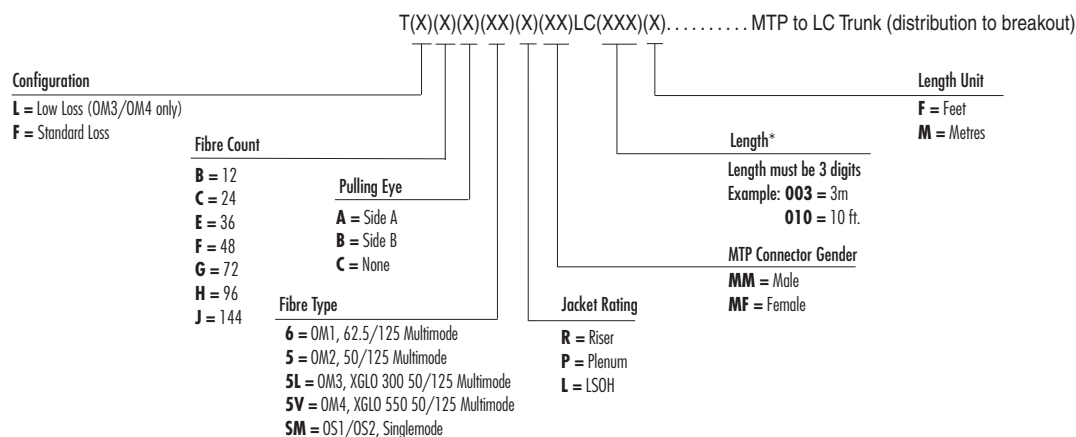 T(X)(X)(X)(XX)(X)(XX)LC(XXX)(X). . . . . . . . . . MTP to LC Trunk (distribution to breakout)
Configuration
L = Low Loss (OM3/OM4 only)
F = Standard Loss
Fibre Count
B = 12
C = 24
E = 36
F = 48
G = 72
H = 96
J = 144
Pulling Eye
A = Side A
B = Side B
C = None
Fibre Type
6 = OM1, 62.5/125 Multimode
5 = OM2, 50/125 Multimode
5L = OM3, XGLO 300 50/125 Multimode
5V = OM4, XGLO 550 50/125 Multimode
SM = OS1/OS2, Singlemode
Jacket Rating
R = Riser
P = Plenum
L = LSOH
MTP Connector Gender
MM = Male
MF = Female
Length*
Length must be 3 digits
Example: 003 = 3m
010 = 10 ft.
Length Unit
F = Feet
M = Metres